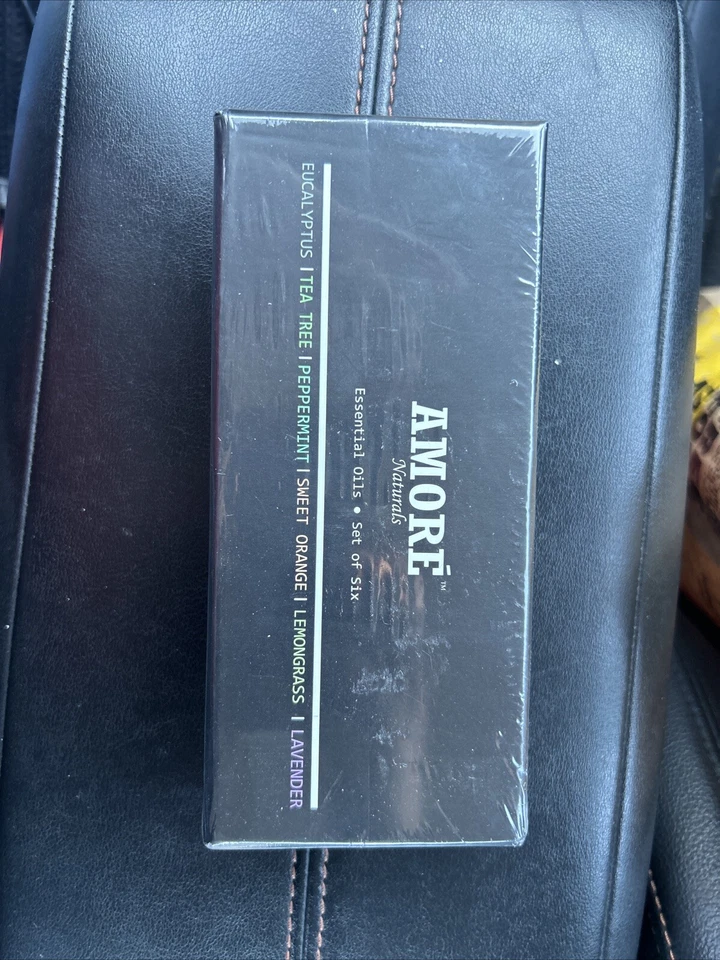 AMORÉ™
Naturals
Essential Oils • Set of Six
EUCALYPTUS | TEA TREE | PEPPERMINT | SWEET ORANGE | LEMONGRASS | LAVENDER